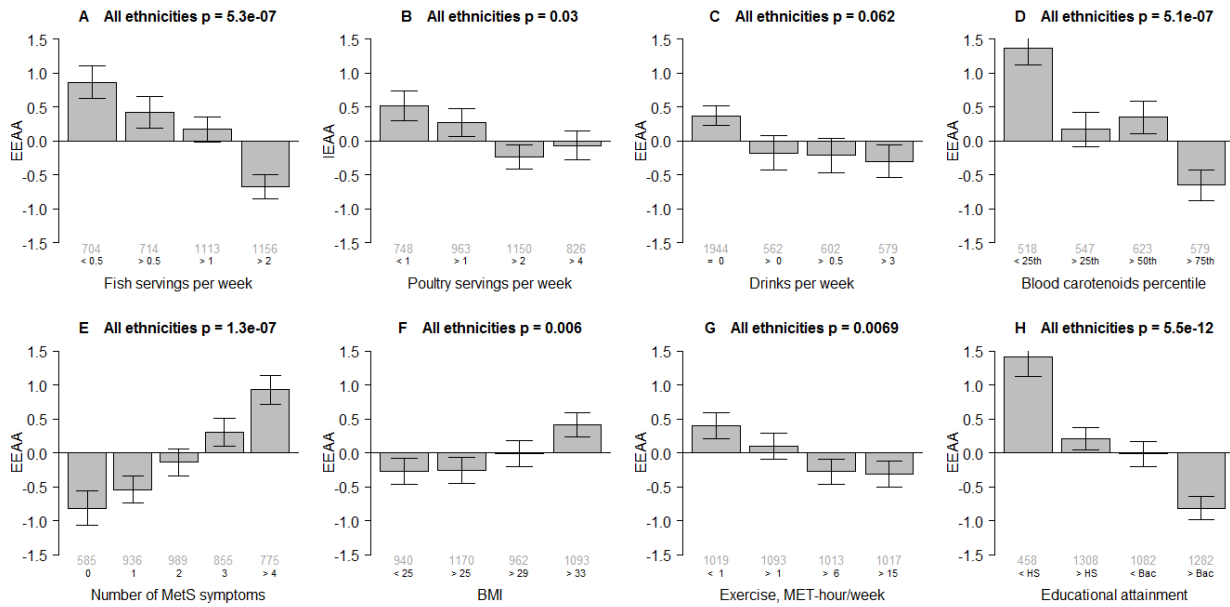 A All ethnicities p = 5.3e-07
EEAA
1.5
1.0
0.5
0.0
-0.5
-1.0
-1.5
704 714 1113 1156
< 0.5 > 0.5 > 1 > 2
Fish servings per week
B All ethnicities p = 0.03
IEAA
1.5
1.0
0.5
0.0
-0.5
-1.0
-1.5
748 963 1150 826
< 1 > 1 > 2 > 4
Poultry servings per week
C All ethnicities p = 0.062
EEAA
1.5
1.0
0.5
0.0
-0.5
-1.0
-1.5
1944 562 602 579
= 0 > 0 > 0.5 > 3
Drinks per week
D All ethnicities p = 5.1e-07
EEAA
1.5
1.0
0.5
0.0
-0.5
-1.0
-1.5
518 547 623 579
< 25th > 25th > 50th > 75th
Blood carotenoids percentile
E All ethnicities p = 1.3e-07
EEAA
1.5
1.0
0.5
0.0
-0.5
-1.0
-1.5
585 936 989 855 775
0 1 2 3 > 4
Number of MetS symptoms
F All ethnicities p = 0.006
EEAA
1.5
1.0
0.5
0.0
-0.5
-1.0
-1.5
940 1170 962 1093
< 25 > 25 > 29 > 33
BMI
G All ethnicities p = 0.0069
EEAA
1.5
1.0
0.5
0.0
-0.5
-1.0
-1.5
1019 1093 1013 1017
< 1 > 1 > 6 > 15
Exercise, MET-hour/week
H All ethnicities p = 5.5e-12
EEAA
1.5
1.0
0.5
0.0
-0.5
-1.0
-1.5
458 1308 1082 1282
< HS > HS < Bac > Bac
Educational attainment